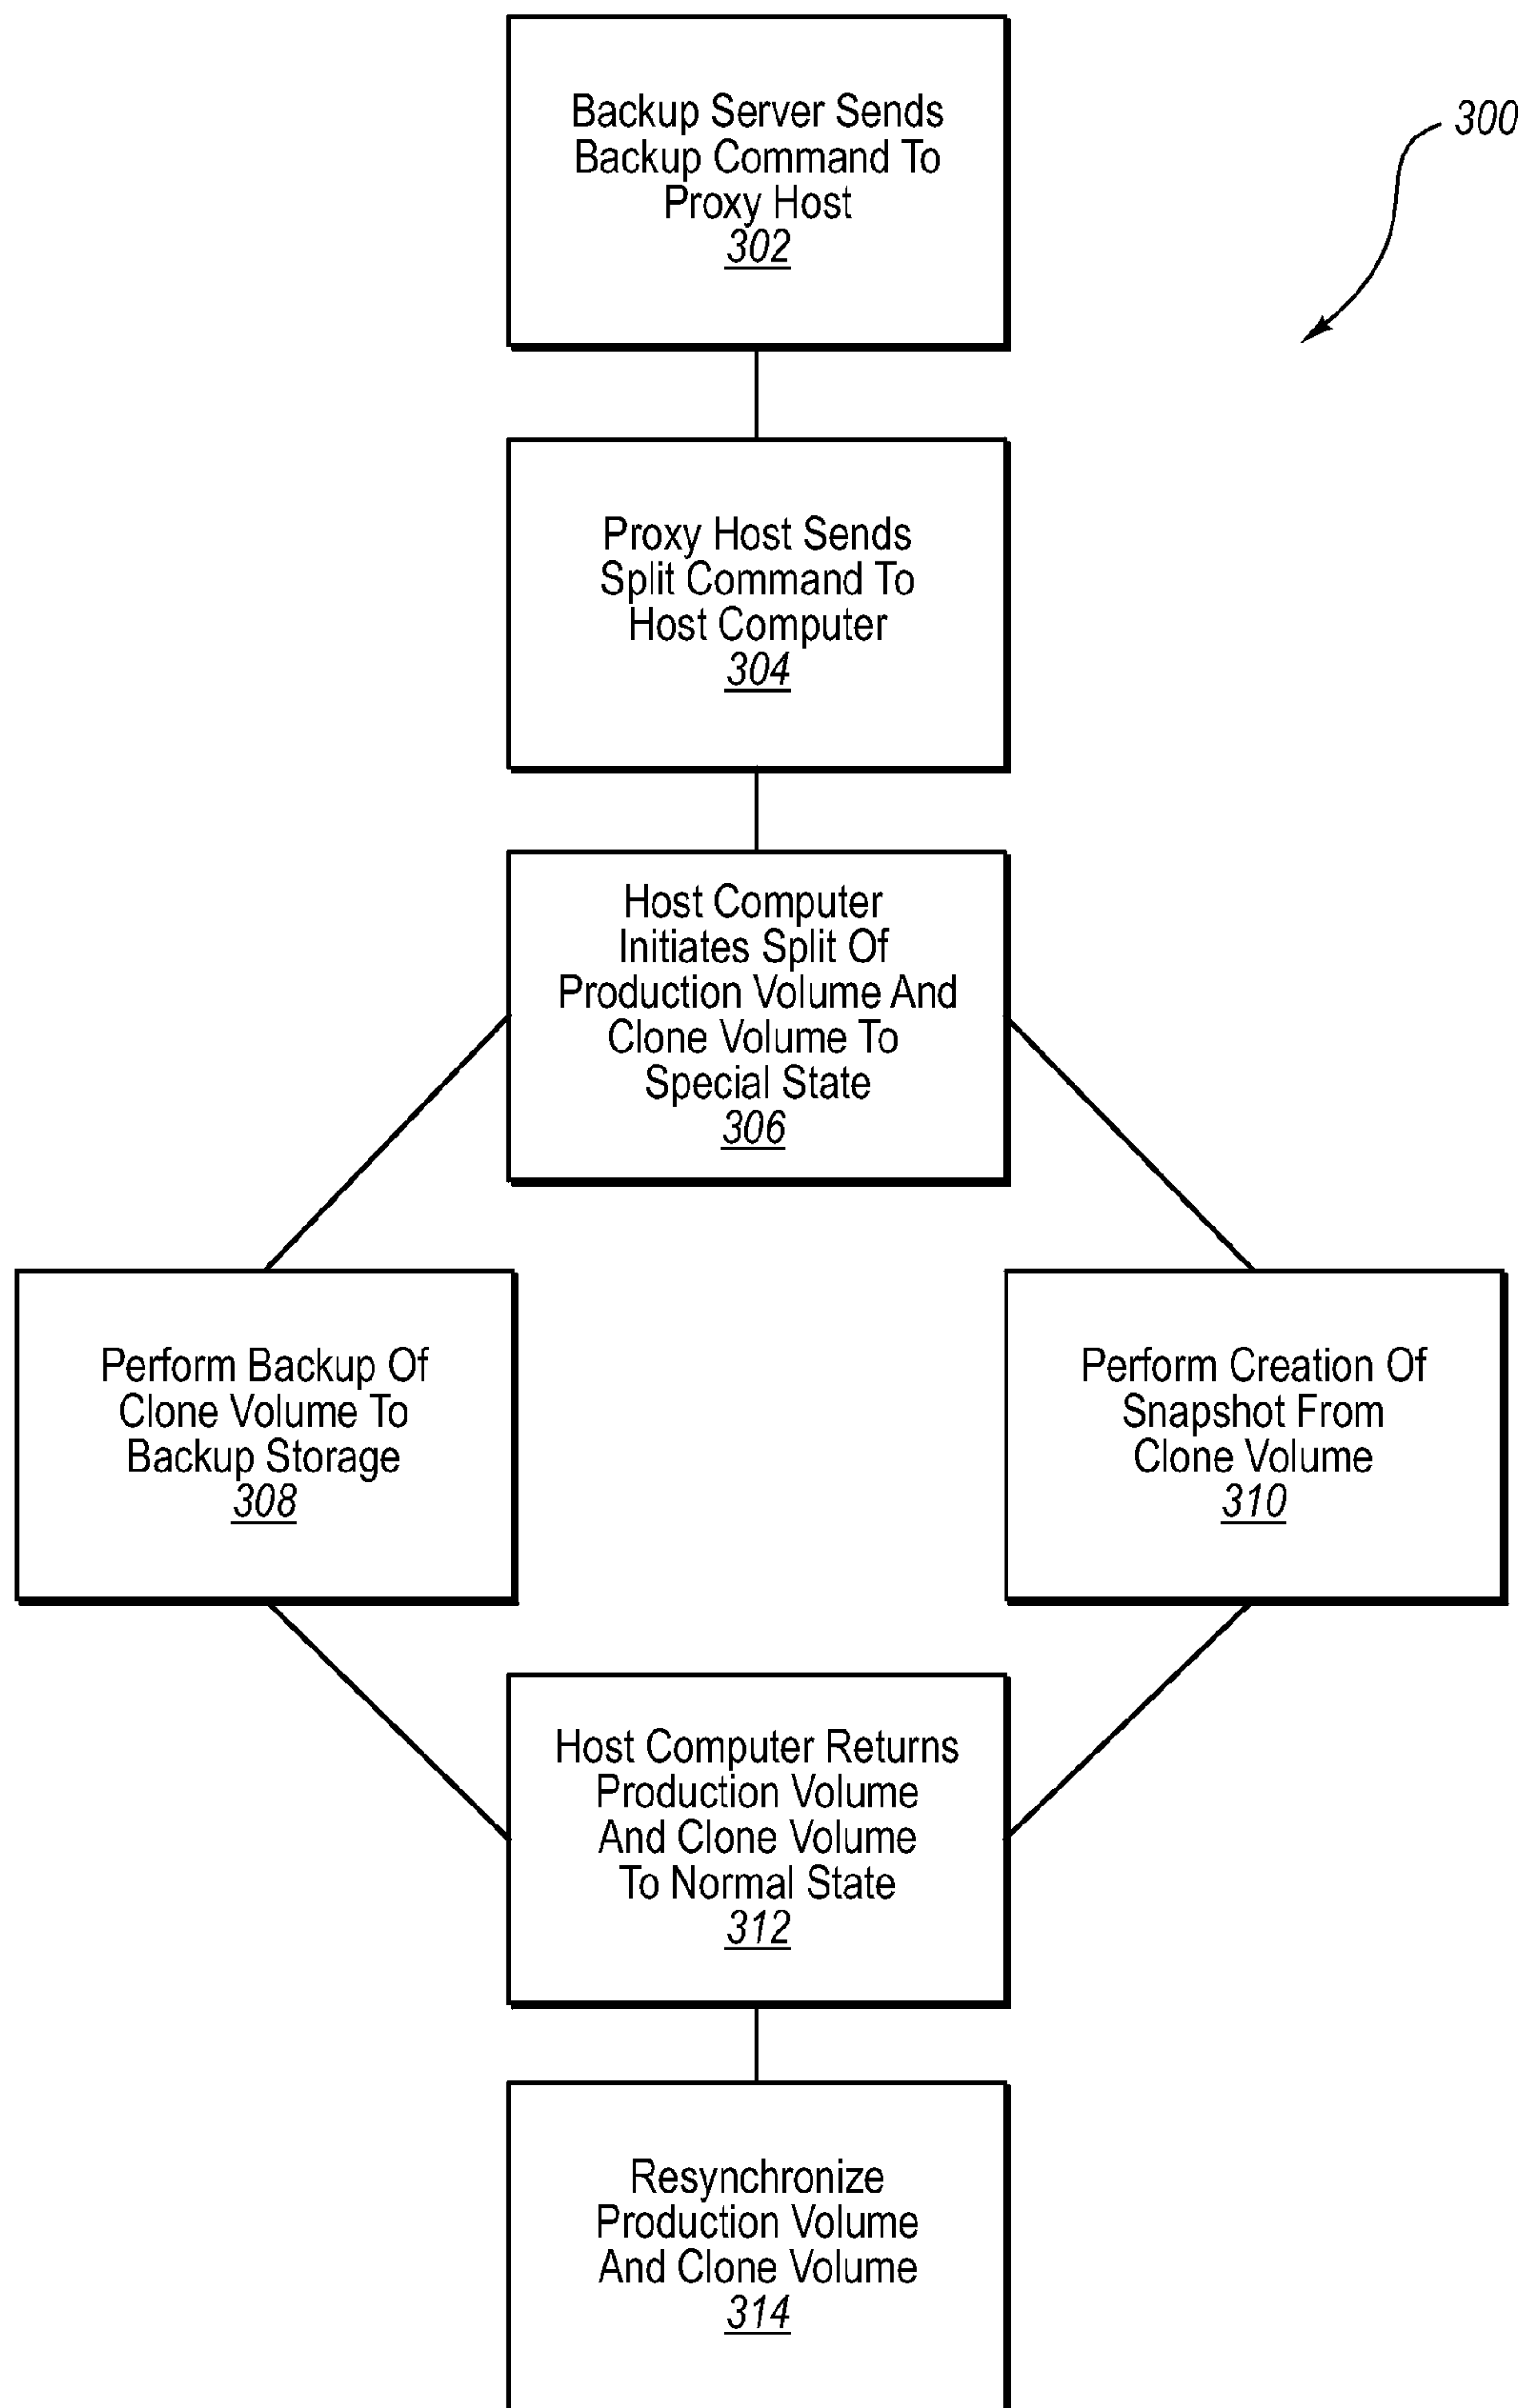 Backup Server Sends
Backup Command To
Proxy Host
302
300
Proxy Host Sends
Split Command To
Host Computer
304
Host Computer
Initiates Split Of
Production Volume And
Clone Volume To
Special State
306
Perform Backup Of
Clone Volume To
Backup Storage
308
Perform Creation Of
Snapshot From
Clone Volume
310
Host Computer Returns
Production Volume
And Clone Volume
To Normal State
312
Resynchronize
Production Volume
And Clone Volume
314